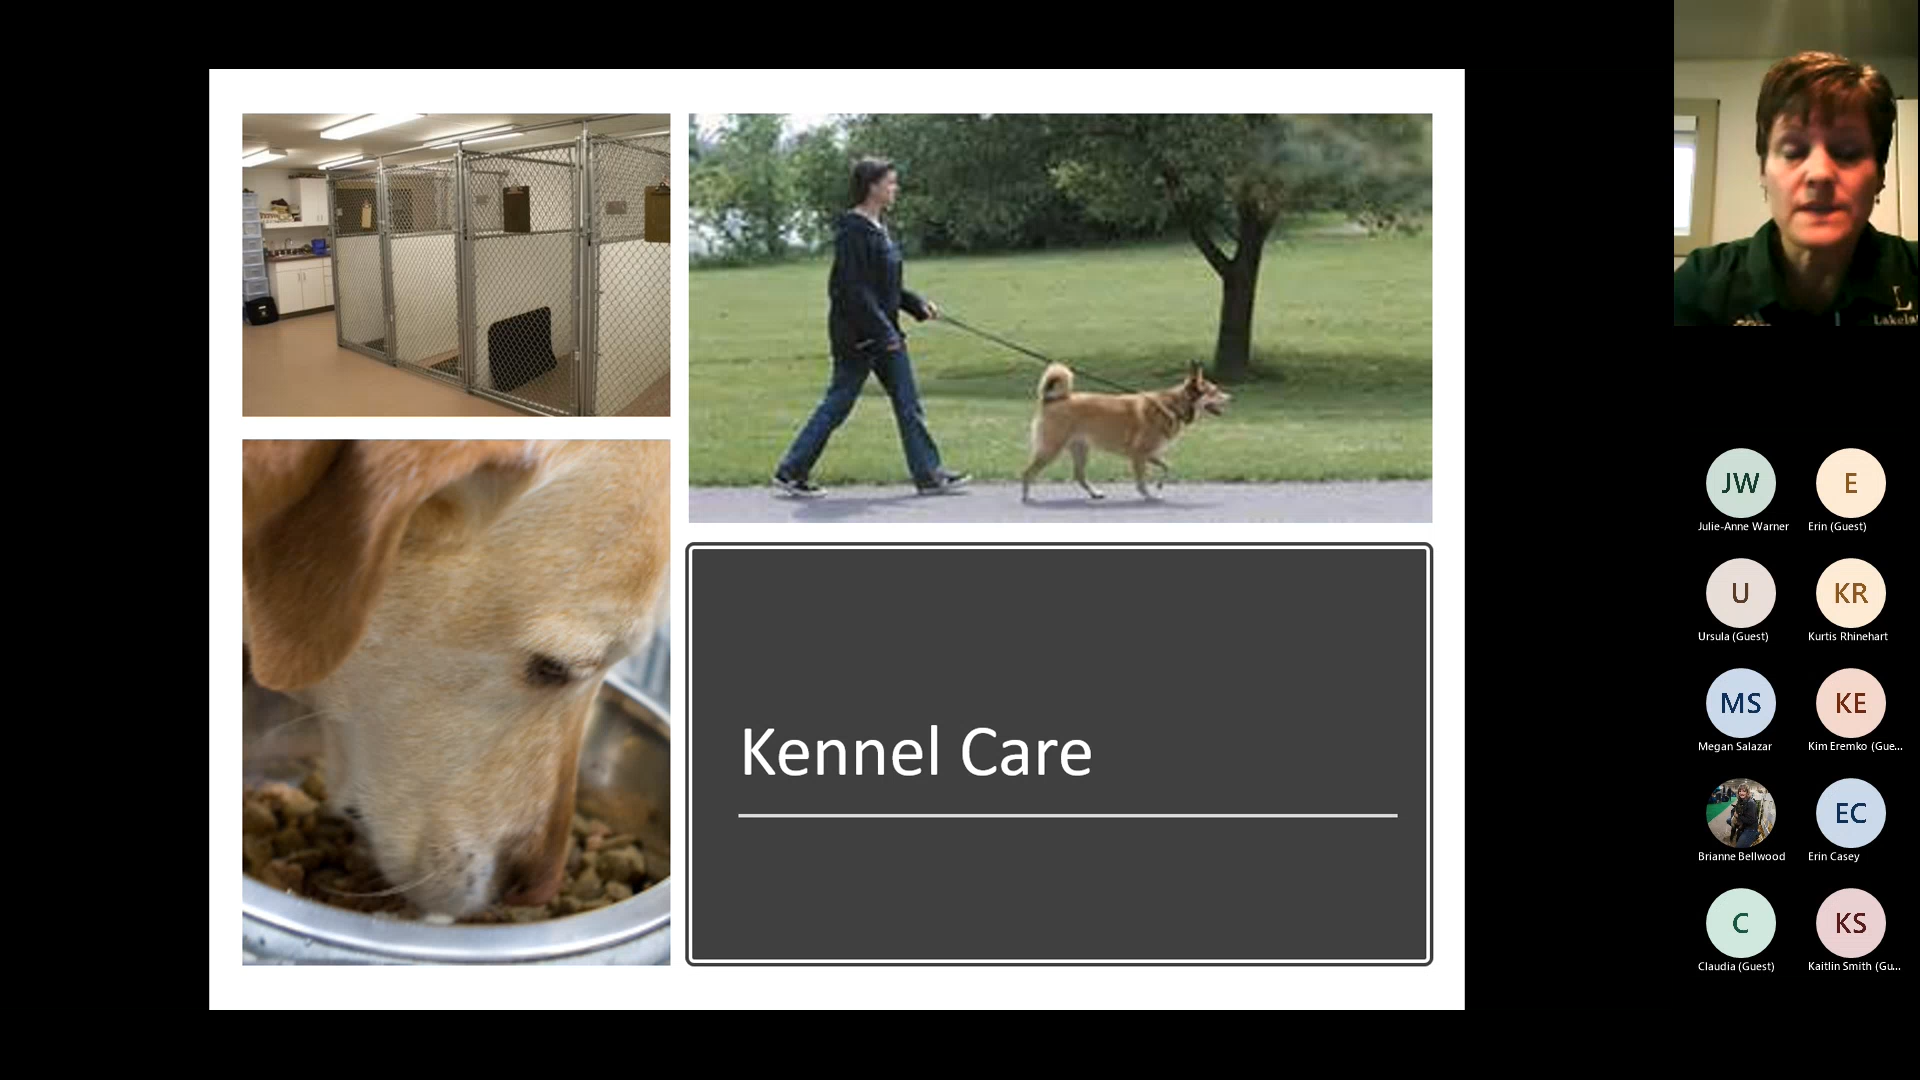 Kennel Care
L
JW
E
Julie-Anne Warner
Erin (Guest)
U
KR
Ursula (Guest)
Kurtis Rhinehart
MS
KE
Megan Salazar
Kim Eremko (Gue...
EC
Brianne Bellwood
Erin Casey
C
KS
Claudia (Guest)
Kaitlin Smith (Gu...